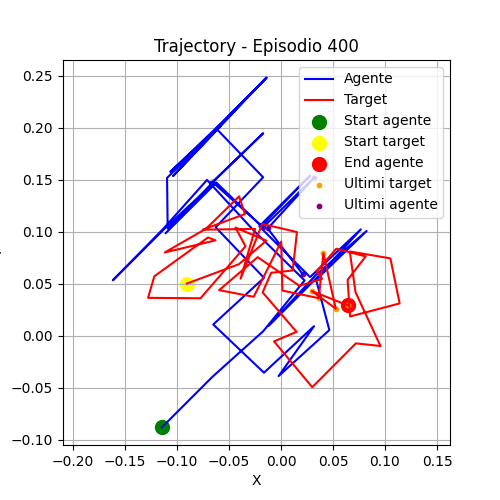 Trajectory - Episodio 400
0.25
0.20
0.15
0.10
0.05
0.00
−0.05
−0.10
Agente
Target
Start agente
Start target
End agente
Ultimi target
Ultimi agente
−0.20 −0.15 −0.10 −0.05 0.00 0.05 0.10 0.15
X